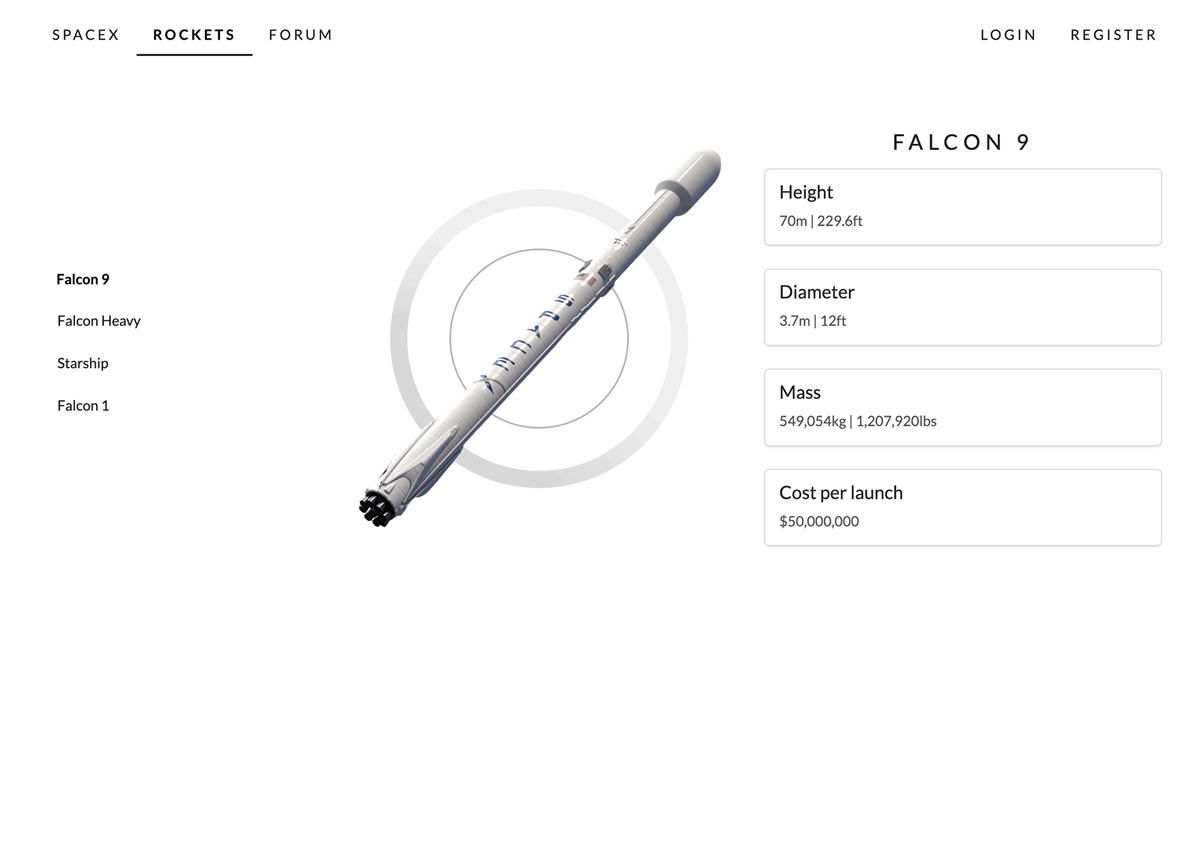 SPACEX ROCKETS FORUM LOGIN REGISTER
Falcon 9
Falcon Heavy
Starship
Falcon 1
FALCON 9
Height
70m | 229.6ft
Diameter
3.7m | 12ft
Mass
549,054kg | 1,207,920lbs
Cost per launch
$50,000,000